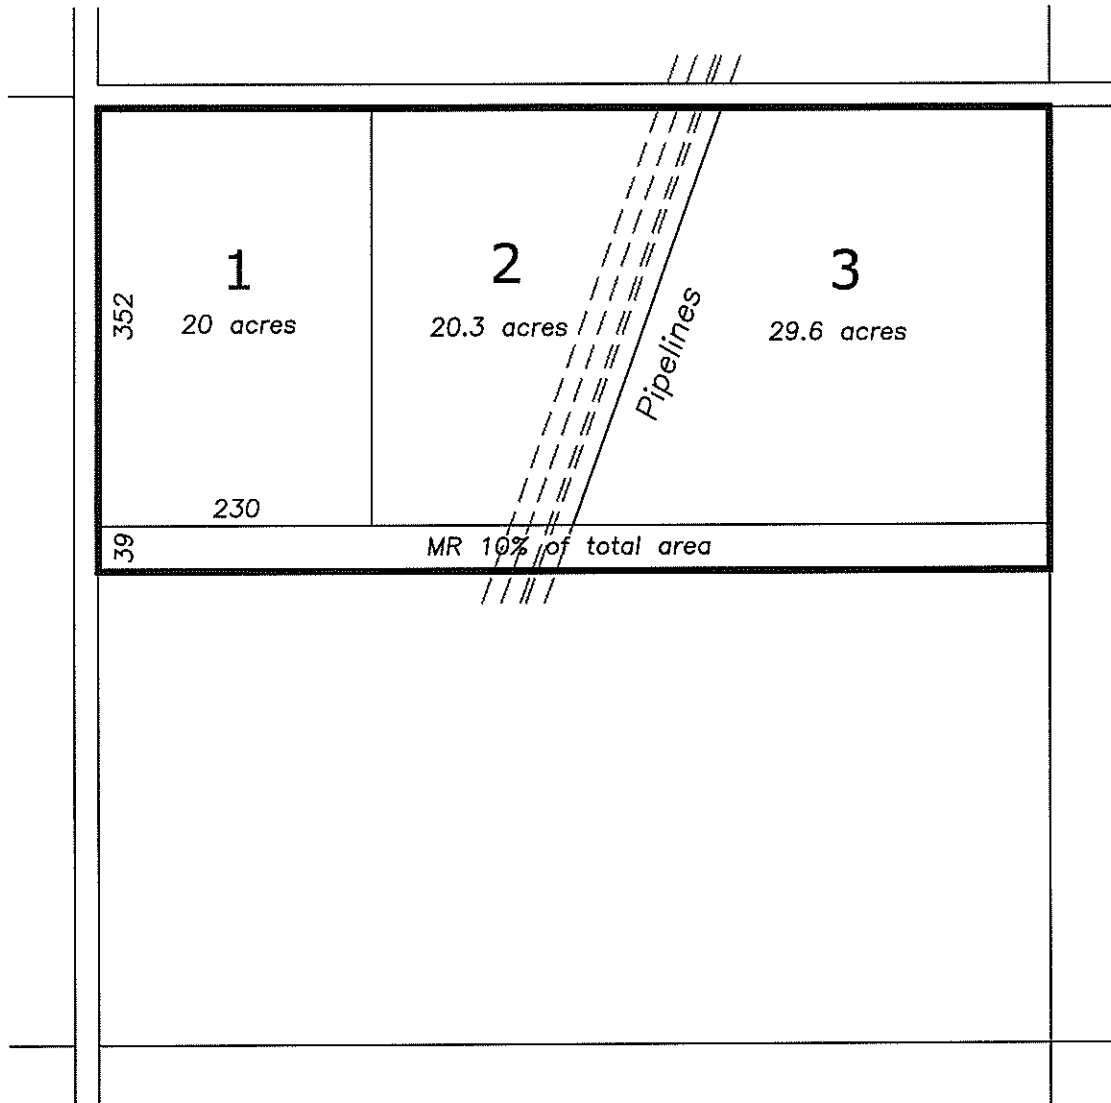 1
2
3
20 acres
20.3 acres
29.6 acres
352
Pipelines
230
39
MR 10% of total area